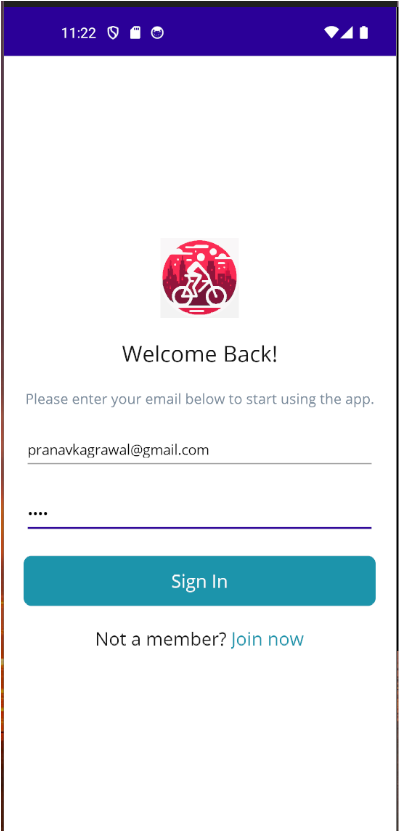 11:22
Welcome Back!
Please enter your email below to start using the app.
pranavkagrawal@gmail.com
••••
Sign In
Not a member? Join now